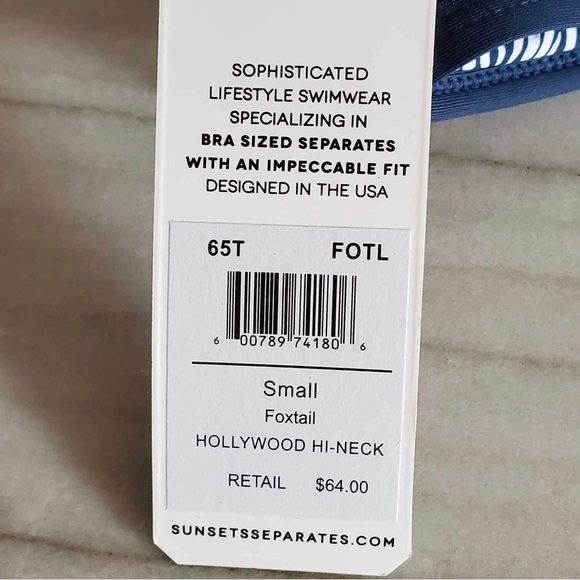 SOPHISTICATED
LIFESTYLE SWIMWEAR
SPECIALIZING IN
BRA SIZED SEPARATES
WITH AN IMPECCABLE FIT
DESIGNED IN THE USA
65T FOTL
6 00789 74180 6
Small
Foxtail
HOLLYWOOD HI-NECK
RETAIL $64.00
SUNSETSSEPARATES.COM